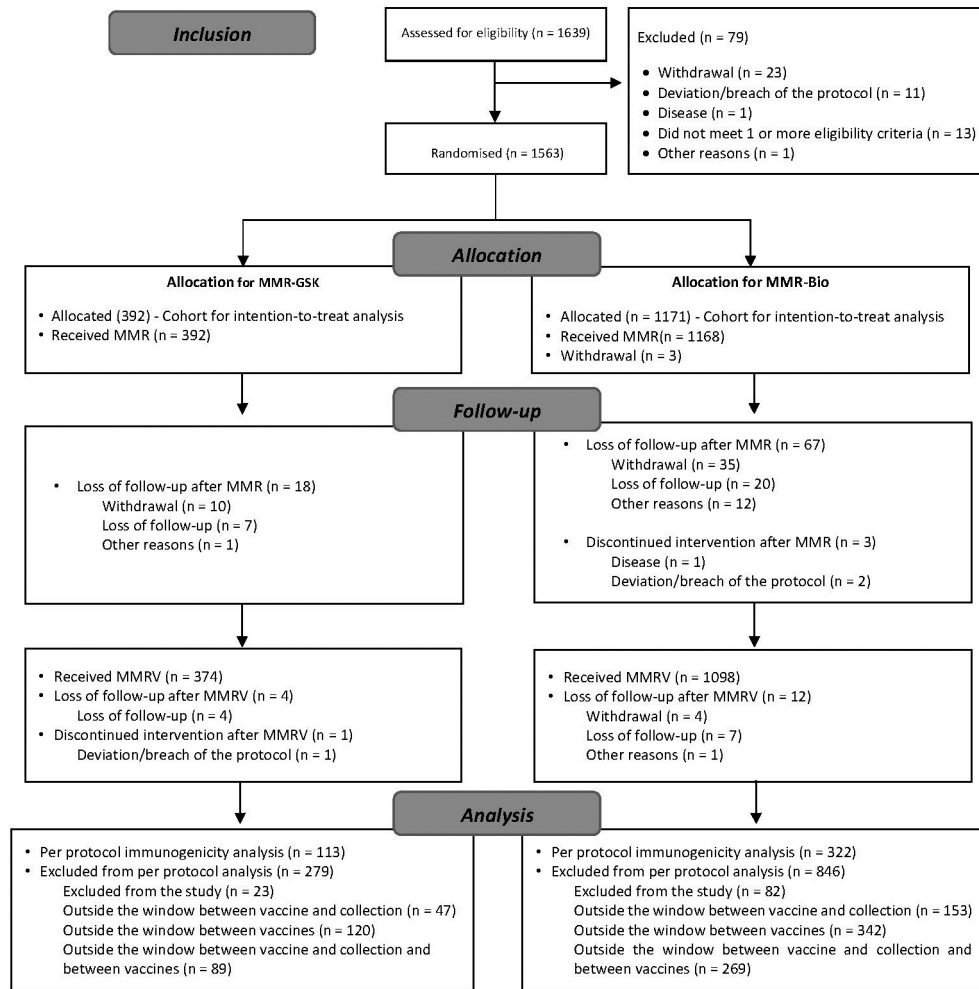 Inclusion
Assessed for eligibility (n = 1639)
Excluded (n = 79)
• Withdrawal (n = 23)
• Deviation/breach of the protocol (n = 11)
• Disease (n = 1)
• Did not meet 1 or more eligibility criteria (n = 13)
• Other reasons (n = 1)
Randomised (n = 1563)
Allocation
Allocation for MMR-GSK
• Allocated (392) - Cohort for intention-to-treat analysis
• Received MMR (n = 392)
Allocation for MMR-Bio
• Allocated (n = 1171) - Cohort for intention-to-treat analysis
• Received MMR(n = 1168)
• Withdrawal (n = 3)
Follow-up
• Loss of follow-up after MMR (n = 18)
Withdrawal (n = 10)
Loss of follow-up (n = 7)
Other reasons (n = 1)
• Loss of follow-up after MMR (n = 67)
Withdrawal (n = 35)
Loss of follow-up (n = 20)
Other reasons (n = 12)
• Discontinued intervention after MMR (n = 3)
Disease (n = 1)
Deviation/breach of the protocol (n = 2)
• Received MMRV (n = 374)
• Loss of follow-up after MMRV (n = 4)
Loss of follow-up (n = 4)
• Discontinued intervention after MMRV (n = 1)
Deviation/breach of the protocol (n = 1)
• Received MMRV (n = 1098)
• Loss of follow-up after MMRV (n = 12)
Withdrawal (n = 4)
Loss of follow-up (n = 7)
Other reasons (n = 1)
Analysis
• Per protocol immunogenicity analysis (n = 113)
• Excluded from per protocol analysis (n = 279)
Excluded from the study (n = 23)
Outside the window between vaccine and collection (n = 47)
Outside the window between vaccines (n = 120)
Outside the window between vaccine and collection and
between vaccines (n = 89)
• Per protocol immunogenicity analysis (n = 322)
• Excluded from per protocol analysis (n = 846)
Excluded from the study (n = 82)
Outside the window between vaccine and collection (n = 153)
Outside the window between vaccines (n = 342)
Outside the window between vaccine and collection and
between vaccines (n = 269)